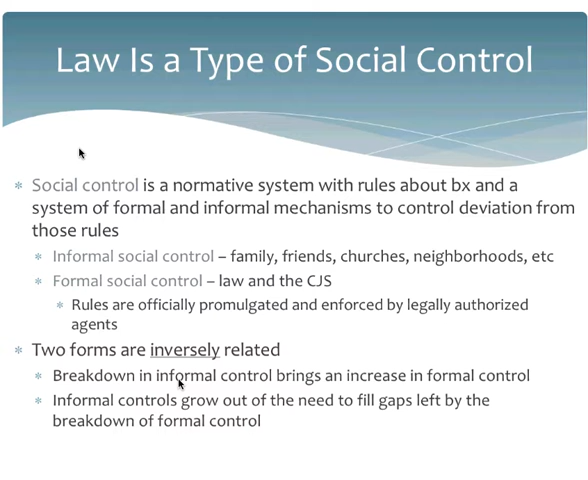 Law Is a Type of Social Control
* Social control is a normative system with rules about bx and a
system of formal and informal mechanisms to control deviation from
those rules
* Informal social control – family, friends, churches, neighborhoods, etc
* Formal social control – law and the CJS
* Rules are officially promulgated and enforced by legally authorized
agents
* Two forms are inversely related
* Breakdown in informal control brings an increase in formal control
* Informal controls grow out of the need to fill gaps left by the
breakdown of formal control